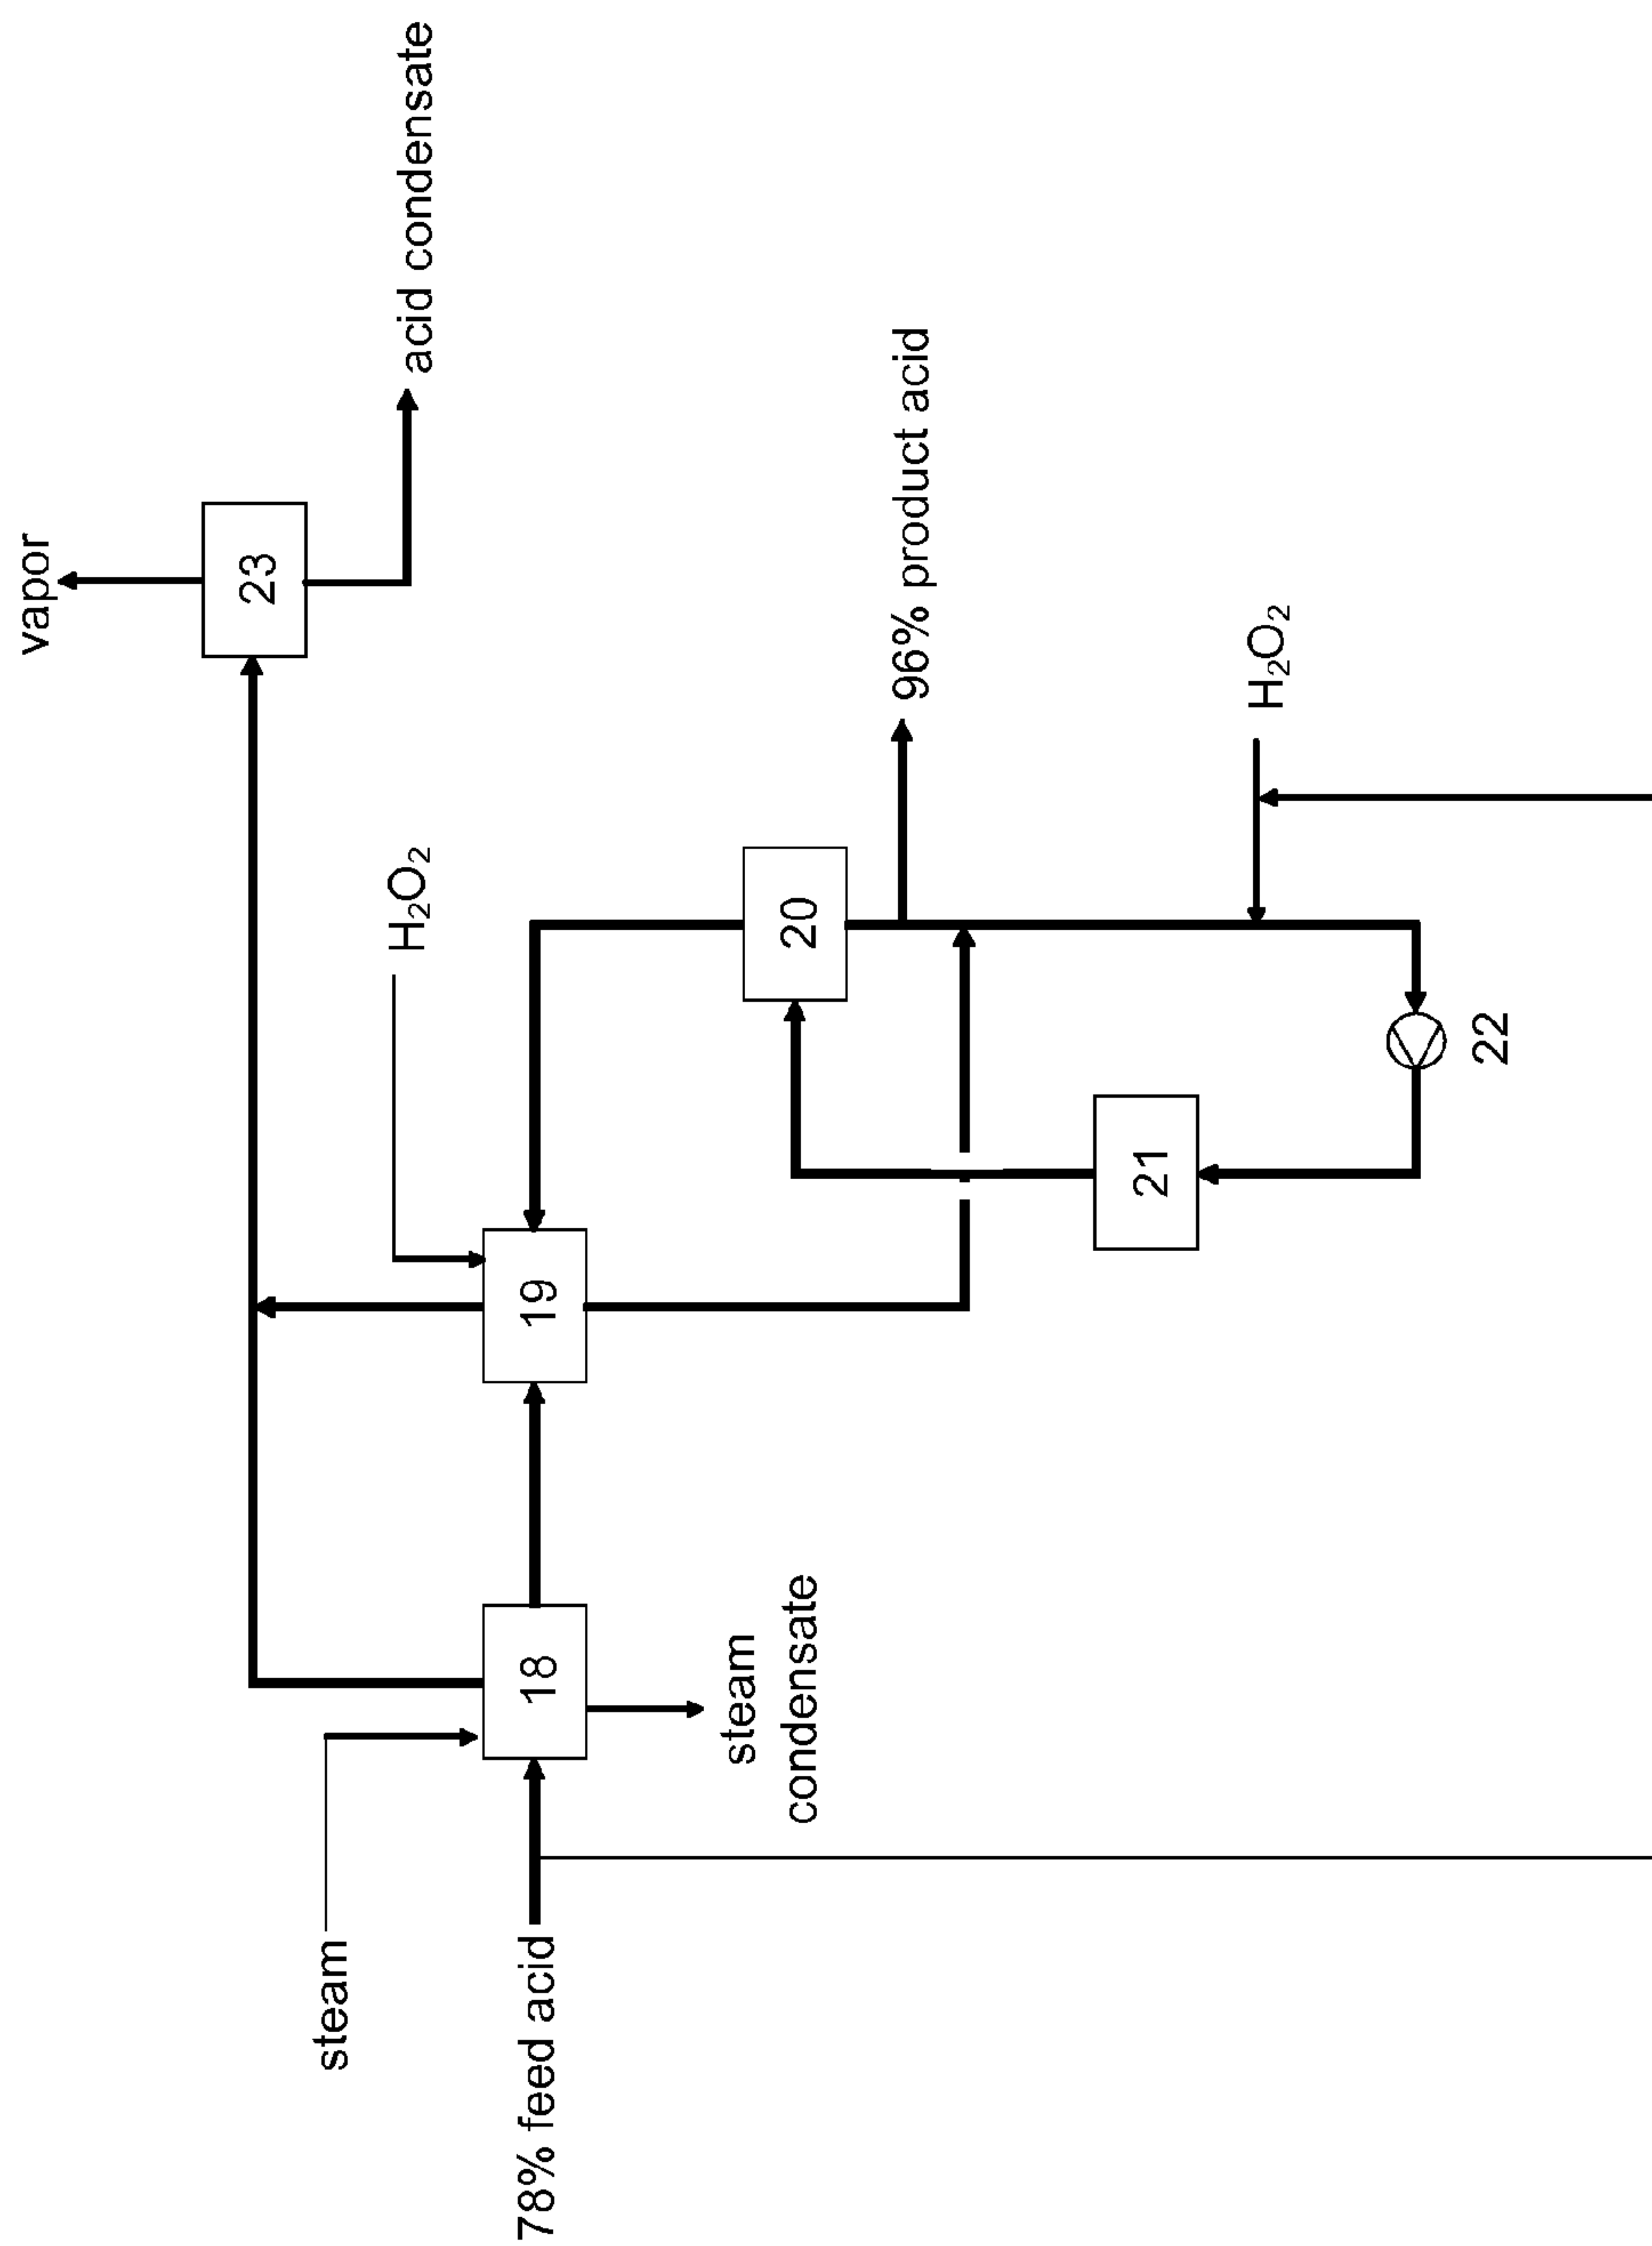 vapor
23
acid condensate
H₂O₂
steam
78% feed acid
18
19
steam
condensate
20
96% product acid
21
H₂O₂
22